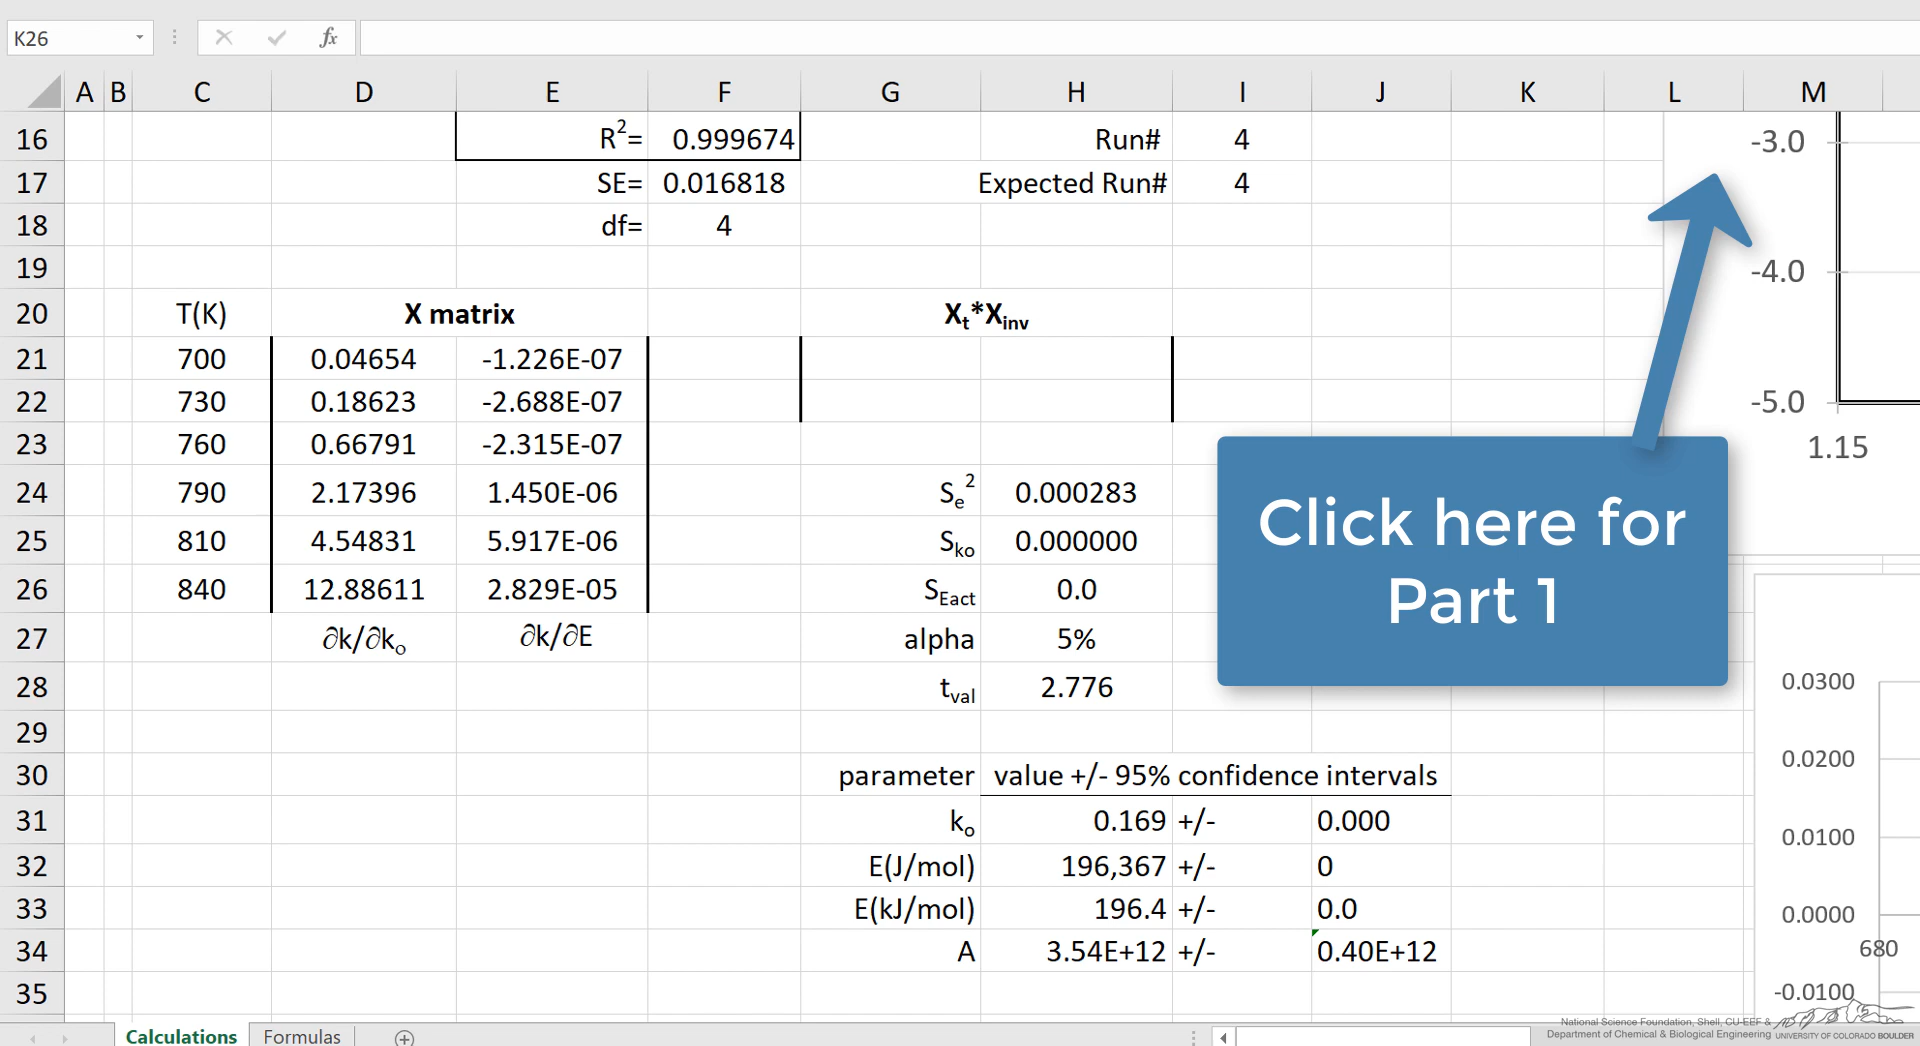 K26 fx
A B C D E F G H I J K L M
16 R2= 0.999674 Run# 4 -3.0
17 SE= 0.016818 Expected Run# 4
18 df= 4
-4.0
19
20 T(K) X matrix Xt*Xinv
21 700 0.04654 -1.226E-07
22 730 0.18623 -2.688E-07 -5.0
23 760 0.66791 -2.315E-07 1.15
24 790 2.17396 1.450E-06 Se2 0.000283
25 810 4.54831 5.917E-06 Sko 0.000000
26 840 12.88611 2.829E-05 SEact 0.0
Click here for
Part 1
27 ∂k/∂ko ∂k/∂E alpha 5%
28 tval 2.776 0.0300
29
30 parameter value +/- 95% confidence intervals 0.0200
31 ko 0.169 +/- 0.000 0.0100
32 E(J/mol) 196,367 +/- 0
33 E(kJ/mol) 196.4 +/- 0.0 0.0000
34 A 3.54E+12 +/- 0.40E+12 680
35 -0.0100
Calculations Formulas
National Science Foundation, Shell, CU-EEF &
Department of Chemical & Biological Engineering UNIVERSITY OF COLORADO BOULDER